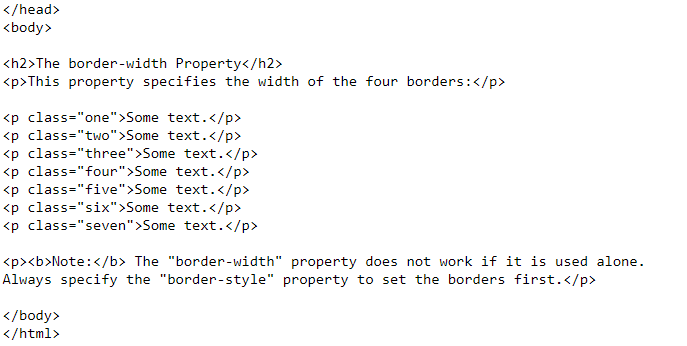 </head>
<body>
<h2>The border-width Property</h2>
<p>This property specifies the width of the four borders:</p>
<p class="one">Some text.</p>
<p class="two">Some text.</p>
<p class="three">Some text.</p>
<p class="four">Some text.</p>
<p class="five">Some text.</p>
<p class="six">Some text.</p>
<p class="seven">Some text.</p>
<p><b>Note:</b> The "border-width" property does not work if it is used alone.
Always specify the "border-style" property to set the borders first.</p>
</body>
</html>